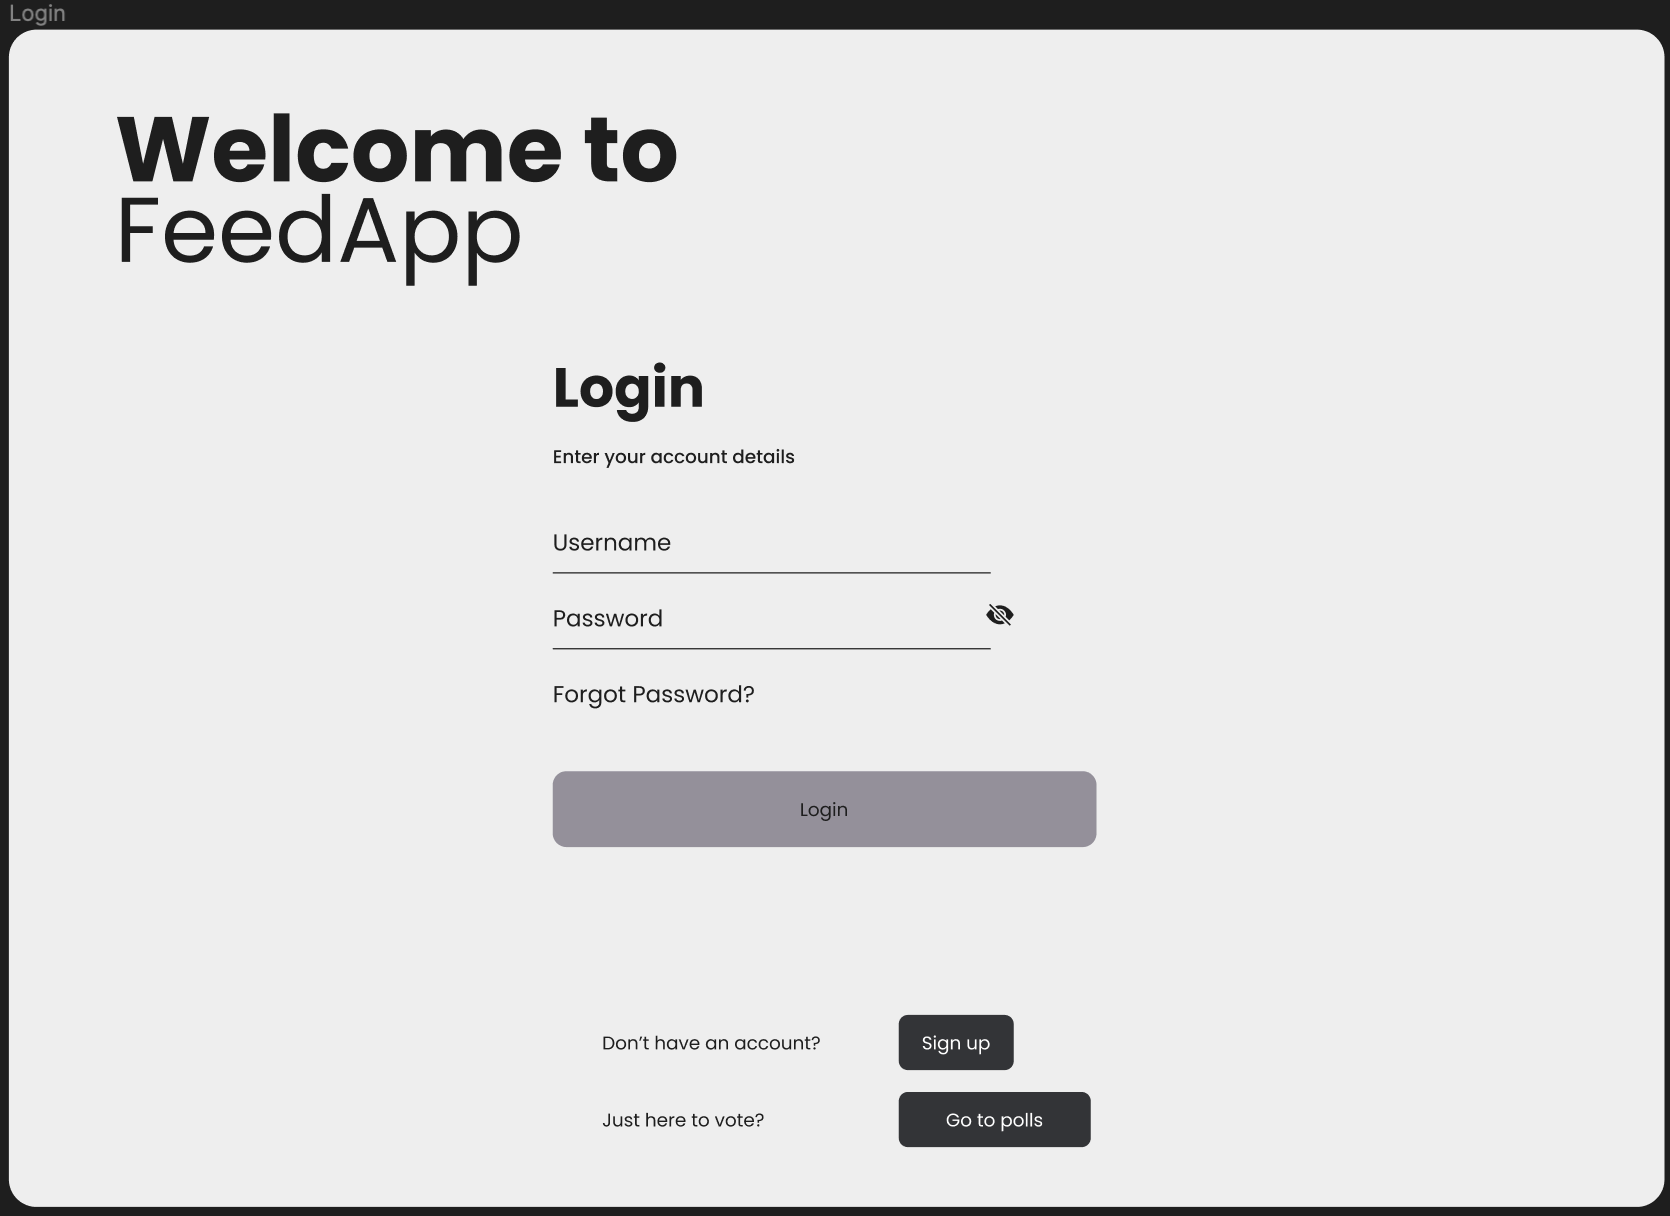 Login
Welcome to
FeedApp
Login
Enter your account details
Username
Password
Forgot Password?
Login
Don’t have an account?
Sign up
Just here to vote?
Go to polls